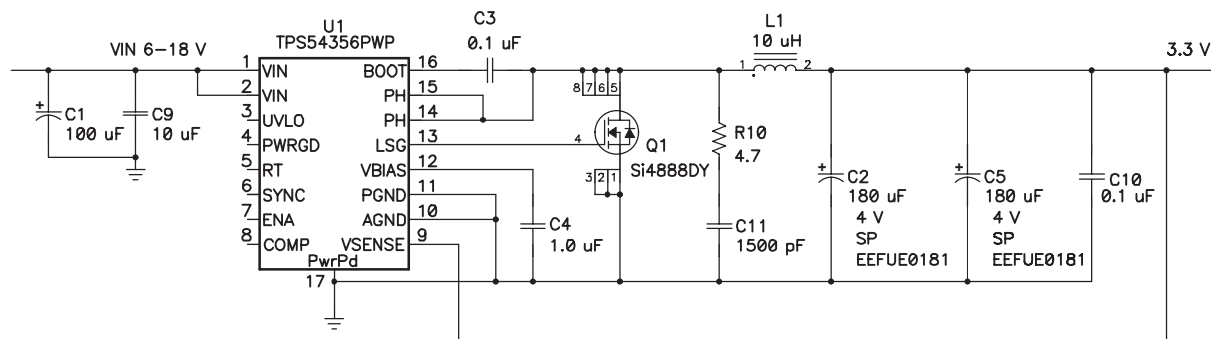 VIN 6–18 V
U1
TPS54356PWP
C3
0.1 uF
L1
10 uH
3.3 V
1 VIN BOOT 16
2 VIN PH 15
3 UVLO PH 14
4 PWRGD LSG 13
5 RT VBIAS 12
6 SYNC PGND 11
7 ENA AGND 10
8 COMP VSENSE 9
PwrPd
17
+
C1
100 uF
C9
10 uF
C4
1.0 uF
8 7 6 5
4
3 2 1
Q1
Si4888DY
R10
4.7
C11
1500 pF
1 2
+
C2
180 uF
4 V
SP
EEFUE0181
+
C5
180 uF
4 V
SP
EEFUE0181
C10
0.1 uF